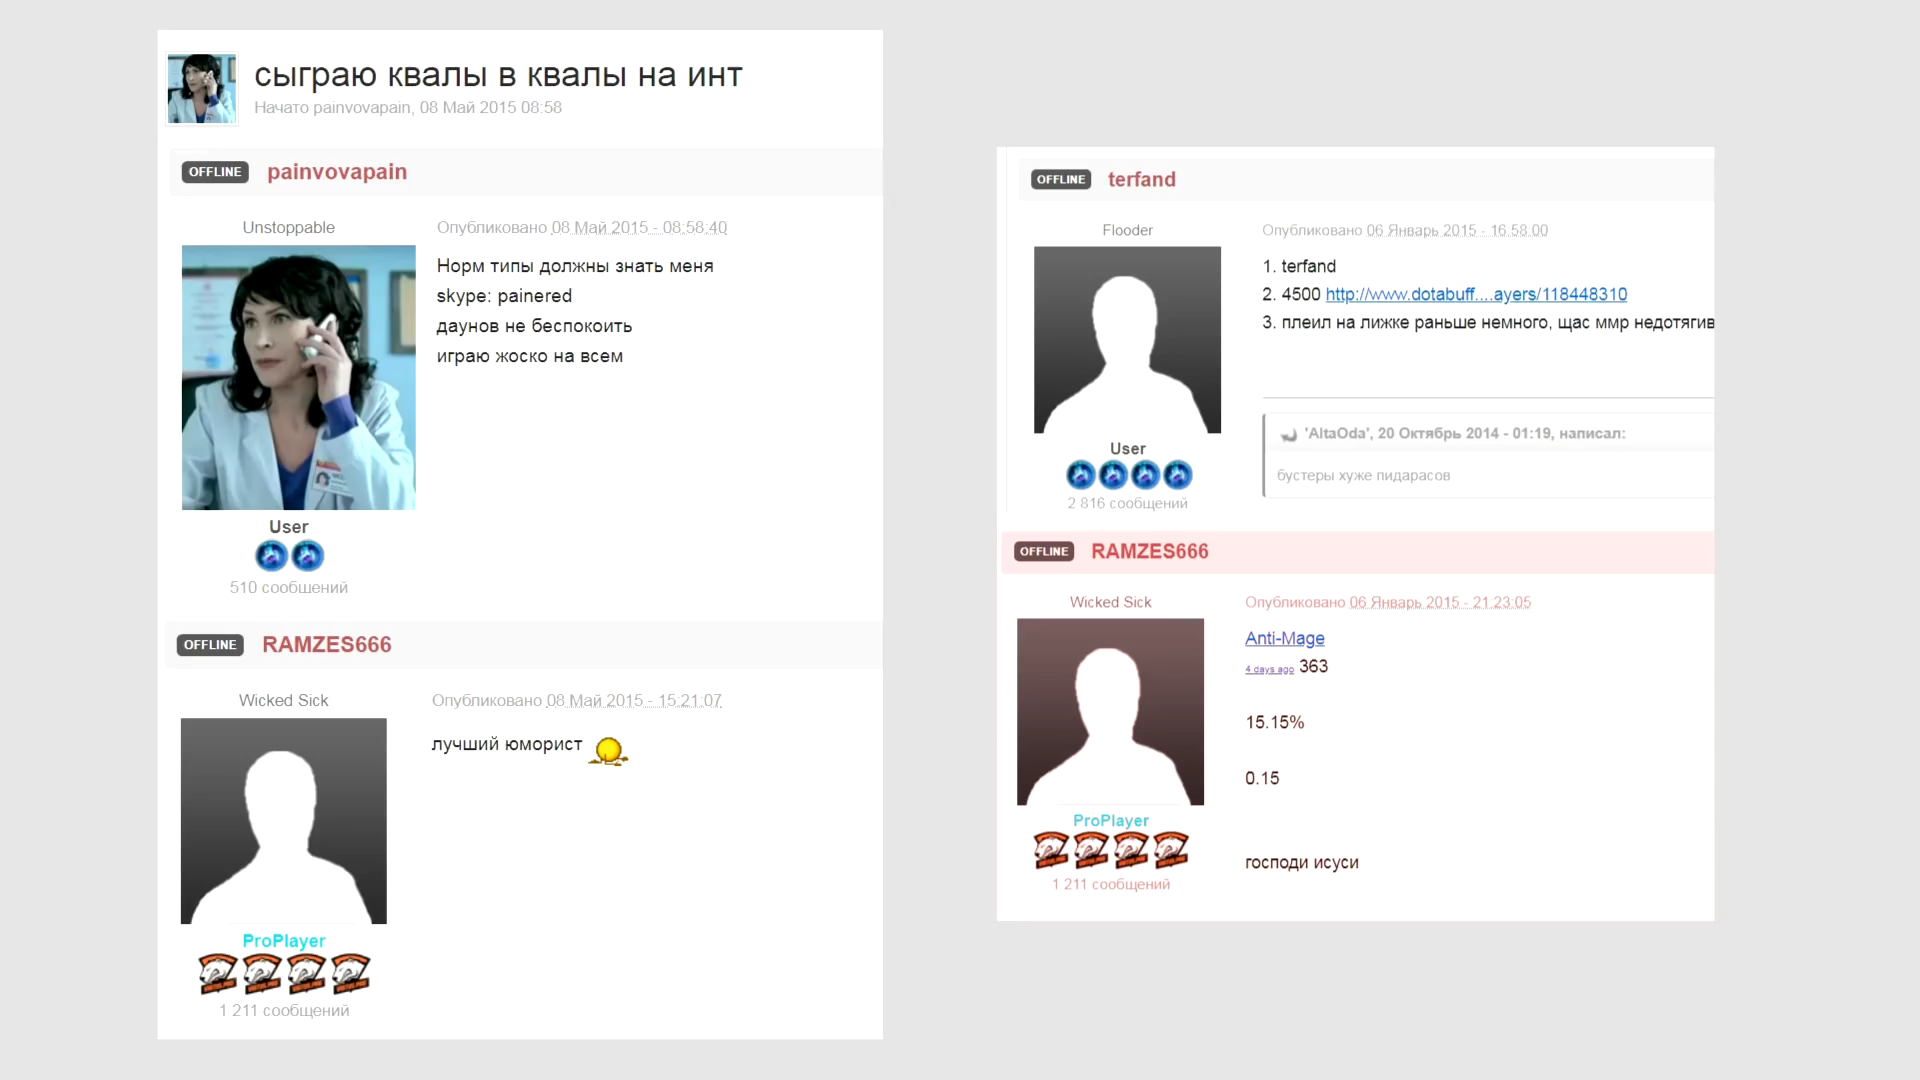 сыграю квалы в квалы на инт
Начато painvovapain, 08 Май 2015 08:58
OFFLINE painvovapain
Unstoppable
Опубликовано 08 Май 2015 - 08:58:40
Норм типы должны знать меня
skype: painered
даунов не беспокоить
играю жоско на всем
User
510 сообщений
OFFLINE RAMZES666
Wicked Sick
Опубликовано 08 Май 2015 - 15:21:07
лучший юморист
ProPlayer
1 211 сообщений
OFFLINE terfand
Flooder
Опубликовано 06 Январь 2015 - 16:58:00
1. terfand
2. 4500 http://www.dotabuff....ayers/118448310
3. плеил на лижке раньше немного, щас ммр недотягив
User
2 816 сообщений
'AltaOda', 20 Октябрь 2014 - 01:19, написал:
бустеры хуже пидарасов
OFFLINE RAMZES666
Wicked Sick
Опубликовано 06 Январь 2015 - 21:23:05
Anti-Mage
4 days ago 363
15.15%
0.15
господи исуси
ProPlayer
1 211 сообщений